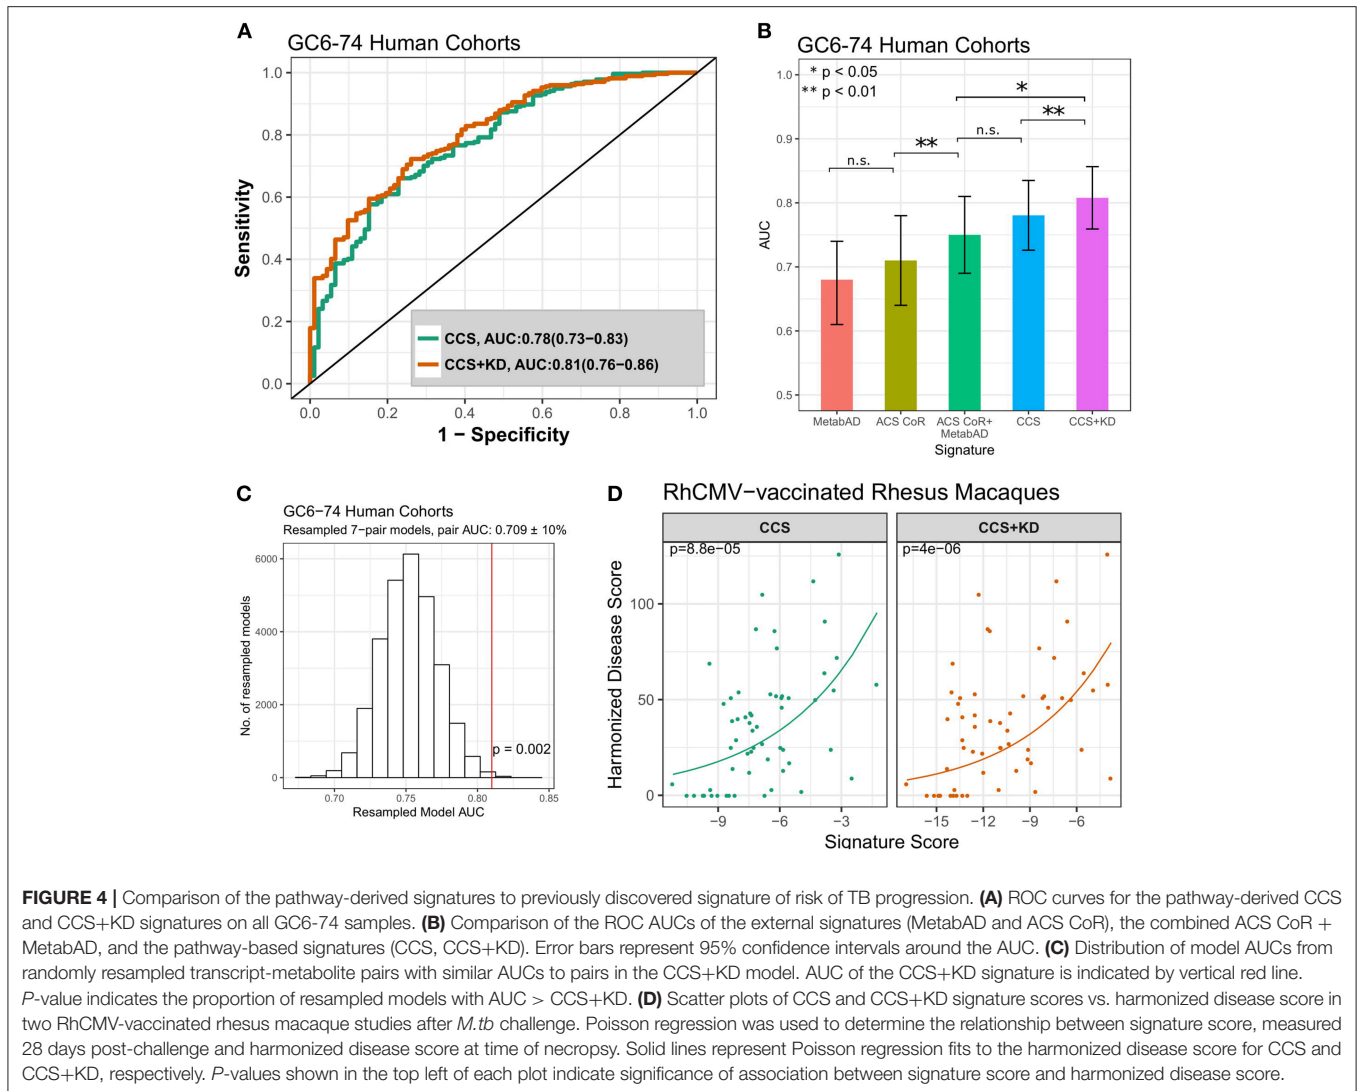 A
GC6-74 Human Cohorts
1.0
0.8
0.6
0.4
0.2
0.0
Sensitivity
CCS, AUC:0.78(0.73−0.83)
CCS+KD, AUC:0.81(0.76−0.86)
0.0 0.2 0.4 0.6 0.8 1.0
1 − Specificity
B
GC6-74 Human Cohorts
* p < 0.05
** p < 0.01
1.0
0.9
0.8
0.7
0.6
0.5
AUC
n.s.
**
n.s.
*
**
MetabAD ACS CoR ACS CoR+ MetabAD CCS CCS+KD
Signature
C
GC6−74 Human Cohorts
Resampled 7−pair models, pair AUC: 0.709 ± 10%
6000
4000
2000
0
No. of resampled models
p = 0.002
0.70 0.75 0.80 0.85
Resampled Model AUC
D
RhCMV−vaccinated Rhesus Macaques
CCS
CCS+KD
p=8.8e−05
p=4e−06
100
50
0
Harmonized Disease Score
−9 −6 −3
−15 −12 −9 −6
Signature Score
FIGURE 4 | Comparison of the pathway-derived signatures to previously discovered signature of risk of TB progression. (A) ROC curves for the pathway-derived CCS
and CCS+KD signatures on all GC6-74 samples. (B) Comparison of the ROC AUCs of the external signatures (MetabAD and ACS CoR), the combined ACS CoR +
MetabAD, and the pathway-based signatures (CCS, CCS+KD). Error bars represent 95% confidence intervals around the AUC. (C) Distribution of model AUCs from
randomly resampled transcript-metabolite pairs with similar AUCs to pairs in the CCS+KD model. AUC of the CCS+KD signature is indicated by vertical red line.
P-value indicates the proportion of resampled models with AUC > CCS+KD. (D) Scatter plots of CCS and CCS+KD signature scores vs. harmonized disease score in
two RhCMV-vaccinated rhesus macaque studies after M.tb challenge. Poisson regression was used to determine the relationship between signature score, measured
28 days post-challenge and harmonized disease score at time of necropsy. Solid lines represent Poisson regression fits to the harmonized disease score for CCS and
CCS+KD, respectively. P-values shown in the top left of each plot indicate significance of association between signature score and harmonized disease score.